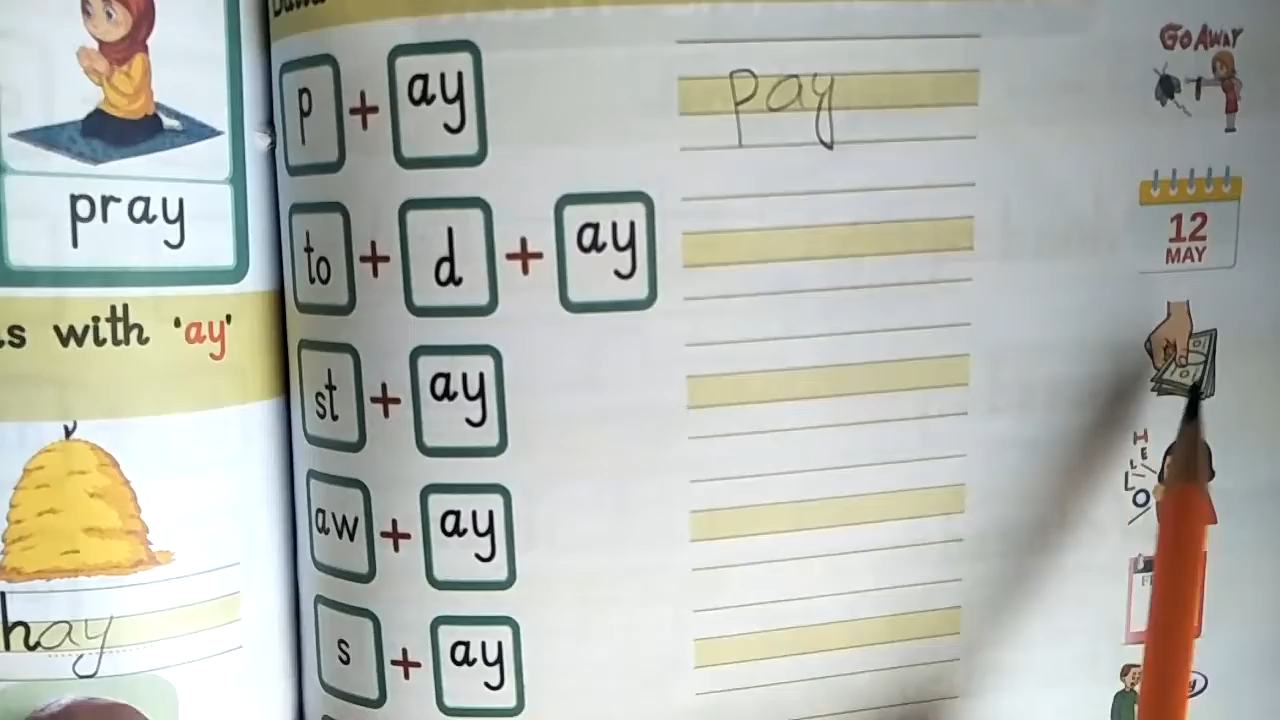 pray
s with 'ay'
hay
p + ay pay
to + d + ay
st + ay
aw + ay
s + ay
GO AWAY
12
MAY
HELLO